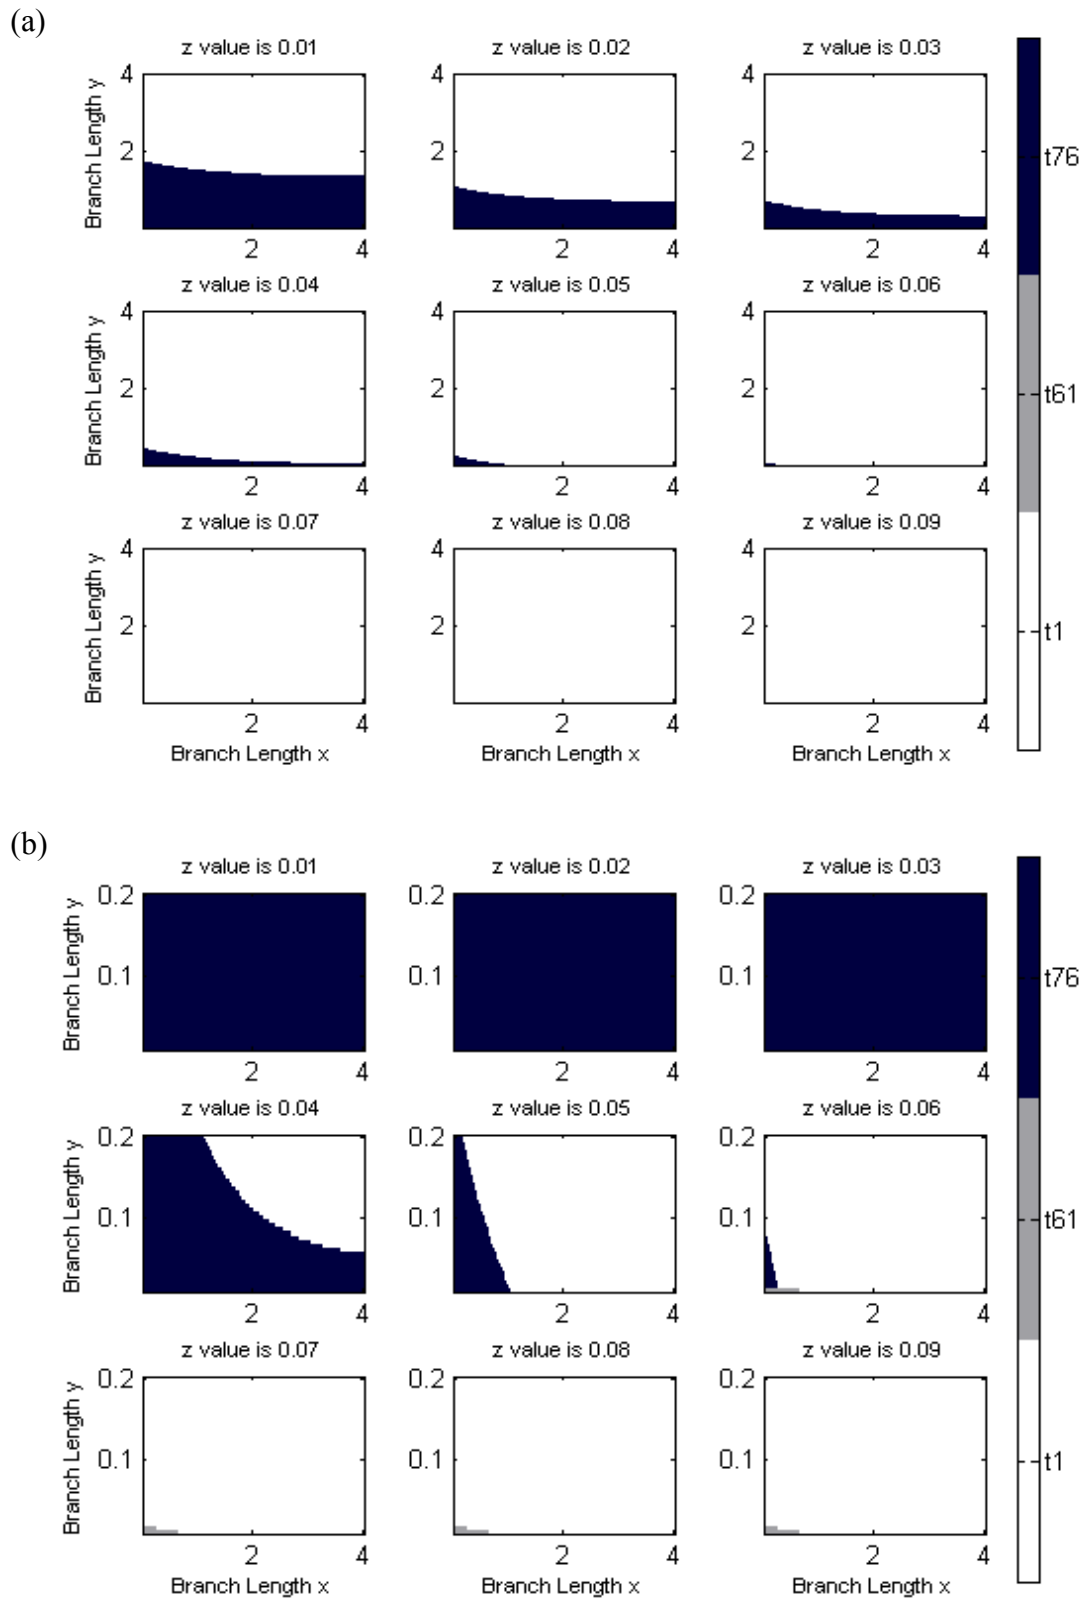 (a)
z value is 0.01 z value is 0.02 z value is 0.03
4 4 4
Branch Length y
2 2 2 t76
2 4 2 4 2 4
z value is 0.04 z value is 0.05 z value is 0.06
4 4 4
Branch Length y
2 2 2 t61
2 4 2 4 2 4
z value is 0.07 z value is 0.08 z value is 0.09
4 4 4
Branch Length y
2 2 2 t1
2 4 2 4 2 4
Branch Length x Branch Length x Branch Length x
(b)
z value is 0.01 z value is 0.02 z value is 0.03
0.2 0.2 0.2
Branch Length y
0.1 0.1 0.1 t76
2 4 2 4 2 4
z value is 0.04 z value is 0.05 z value is 0.06
0.2 0.2 0.2
Branch Length y
0.1 0.1 0.1 t61
2 4 2 4 2 4
z value is 0.07 z value is 0.08 z value is 0.09
0.2 0.2 0.2
Branch Length y
0.1 0.1 0.1 t1
2 4 2 4 2 4
Branch Length x Branch Length x Branch Length x